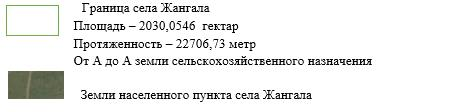 Граница села Жангала
Площадь – 2030,0546 гектар
Протяженность – 22706,73 метр
От А до А земли сельскохозяйственного назначения
Земли населенного пункта села Жангала